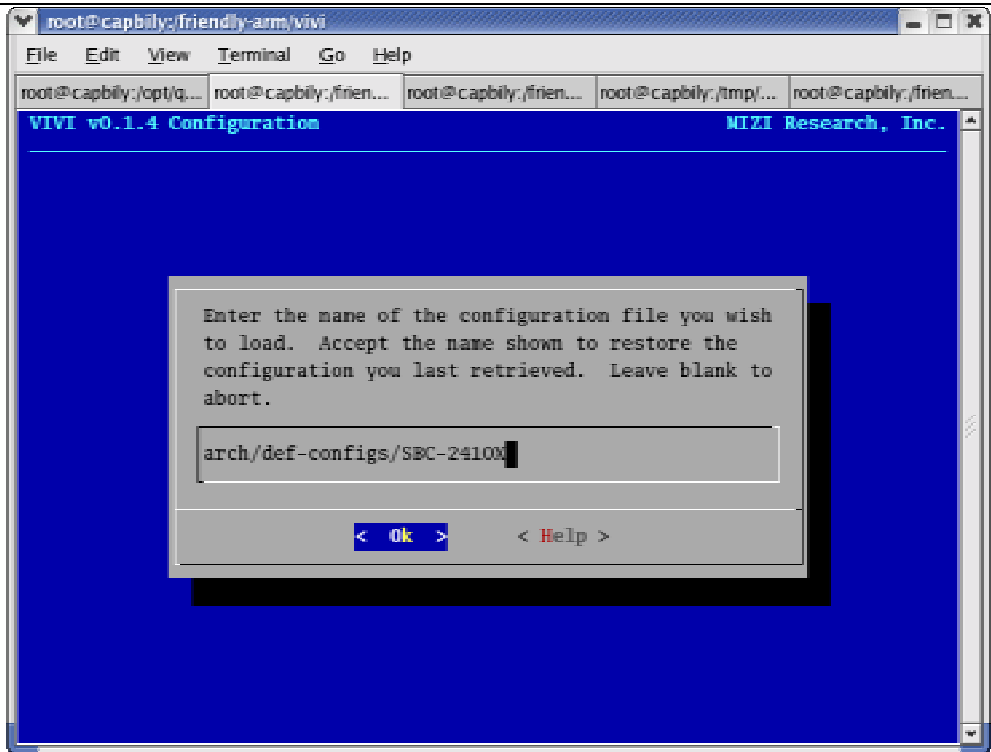 root@capbily:/friendly-arm/vivi
File Edit View Terminal Go Help
root@capbily:/opt/q.... root@capbily:/frien.... root@capbily:/frien.... root@capbily:/tmp/... root@capbily:/frien....
VIVI v0.1.4 Configuration MIZI Research, Inc.
Enter the name of the configuration file you wish
to load. Accept the name shown to restore the
configuration you last retrieved. Leave blank to
abort.
arch/def-configs/SBC-2410X
< Ok > < Help >